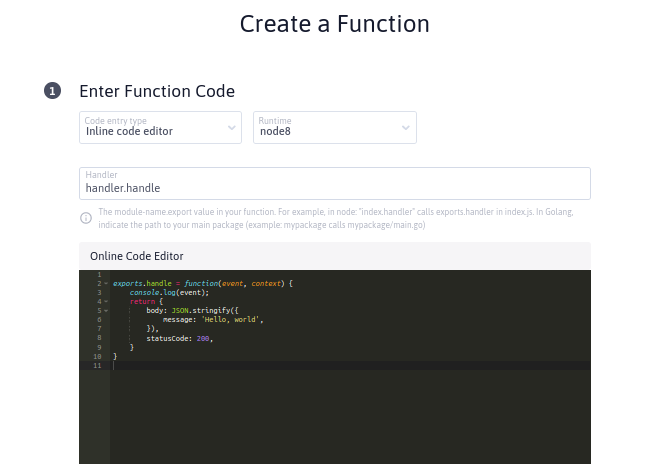 Create a Function
1 Enter Function Code
Code entry type
Inline code editor
Runtime
node8
Handler
handler.handle
The module-name.export value in your function. For example, in node: "index.handler" calls exports.handler in index.js. In Golang,
indicate the path to your main package (example: mypackage calls mypackage/main.go)
Online Code Editor
1
2 exports.handle = function(event, context) {
3     console.log(event);
4     return {
5         body: JSON.stringify({
6             message: 'Hello, world',
7         }),
8         statusCode: 200,
9     }
10 }
11